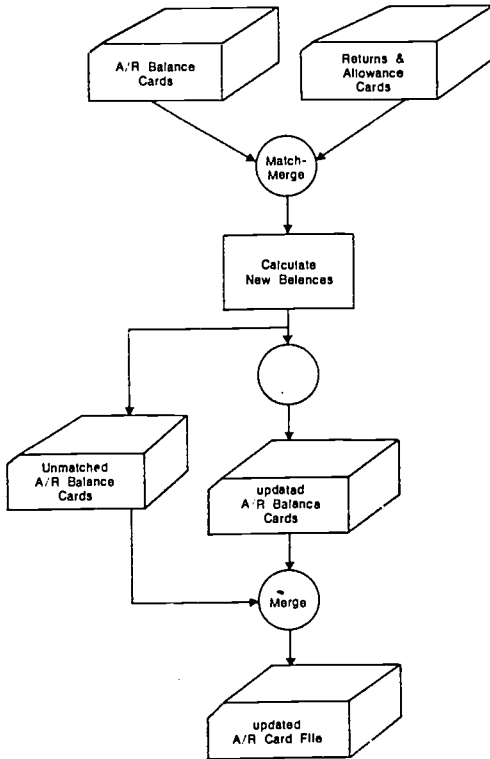 A/R Balance
Cards
Returns &
Allowance
Cards
Match-
Merge
Calculate
New Belences
Unmatched
A/R Balance
Cards
updated
A/R Balance
Cards
Merge
updated
A/R Card File